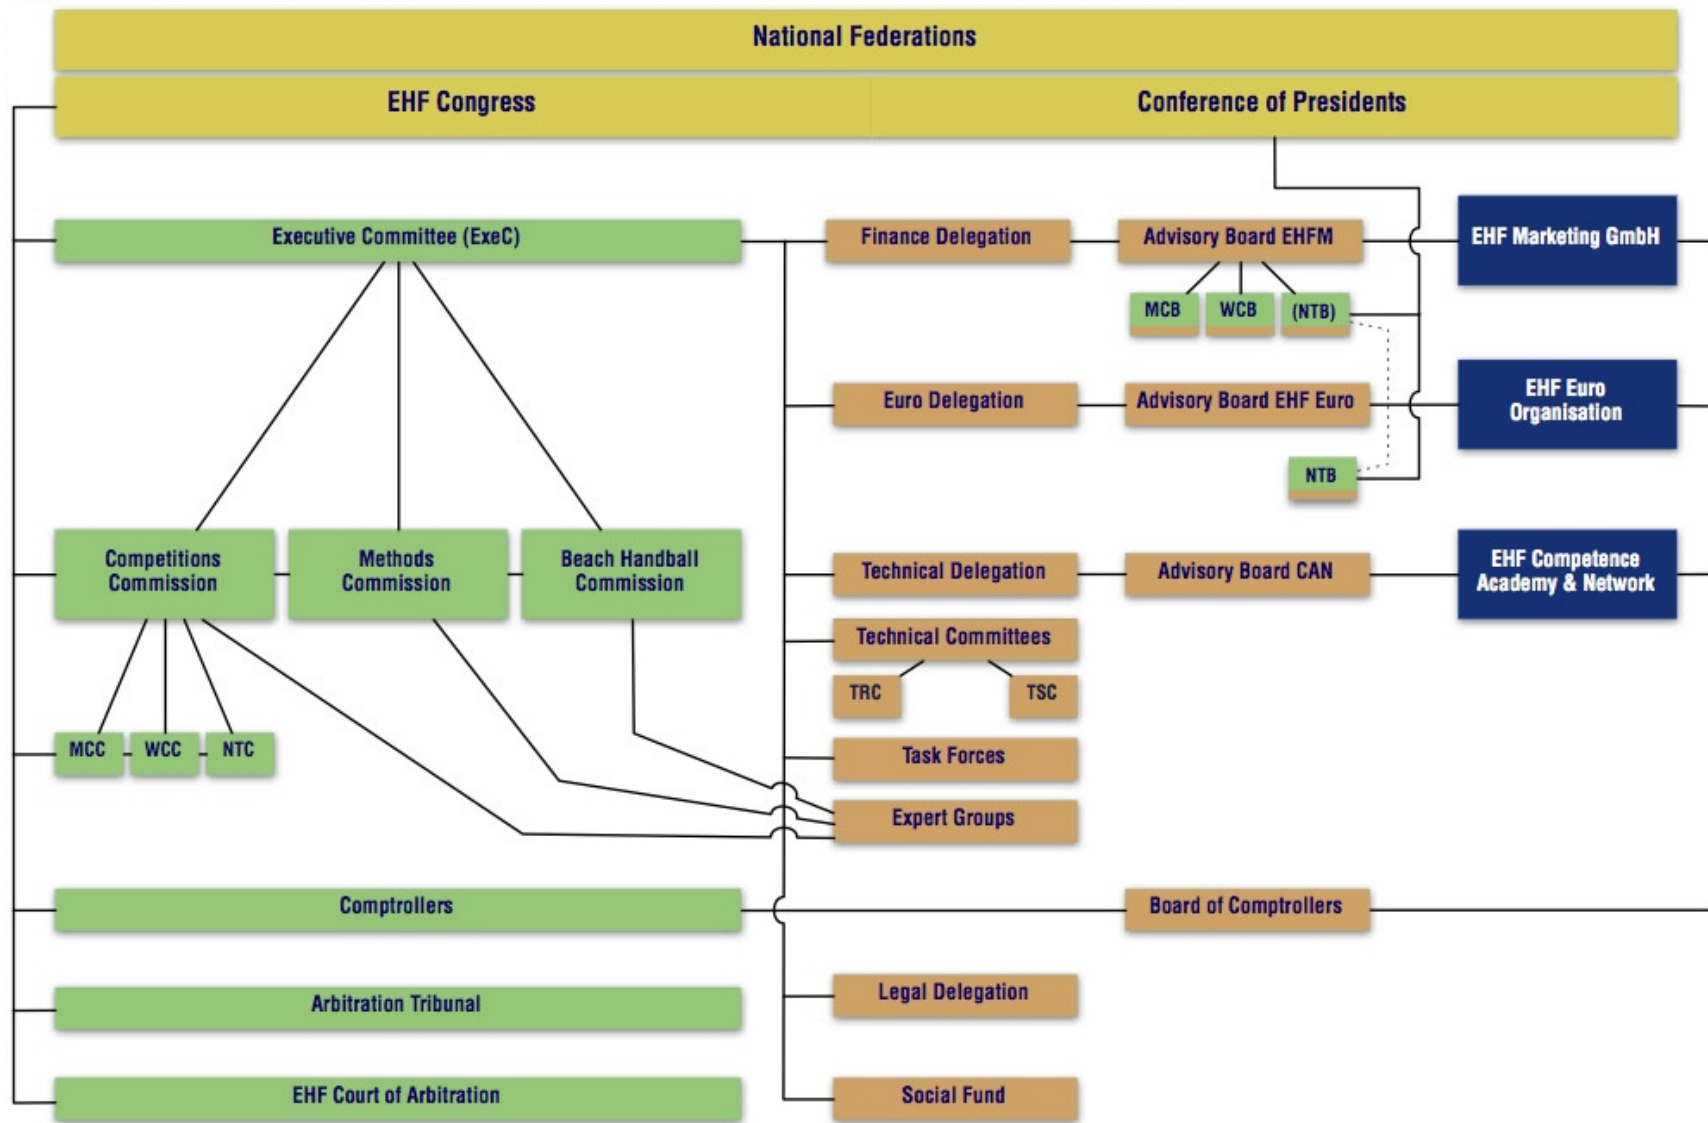 National Federations
EHF Congress
Conference of Presidents
Executive Committee (ExeC)
Finance Delegation
Advisory Board EHFM
EHF Marketing GmbH
MCB
WCB
(NTB)
Euro Delegation
Advisory Board EHF Euro
EHF Euro
Organisation
NTB
Competitions
Commission
Methods
Commission
Beach Handball
Commission
Technical Delegation
Advisory Board CAN
EHF Competence
Academy & Network
Technical Committees
TRC
TSC
MCC
WCC
NTC
Task Forces
Expert Groups
Comptrollers
Board of Comptrollers
Arbitration Tribunal
Legal Delegation
EHF Court of Arbitration
Social Fund